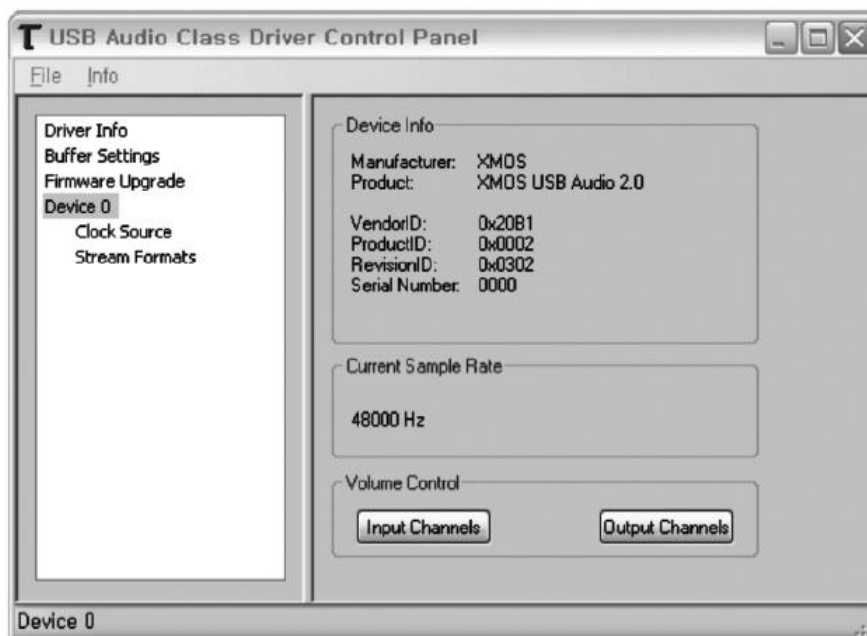 T USB Audio Class Driver Control Panel
File Info
Driver Info
Buffer Settings
Firmware Upgrade
Device 0
Clock Source
Stream Formats
Device Info
Manufacturer: XMOS
Product: XMOS USB Audio 2.0
VendorID: 0x20B1
ProductID: 0x0002
RevisionID: 0x0302
Serial Number: 0000
Current Sample Rate
48000 Hz
Volume Control
Input Channels Output Channels
Device 0